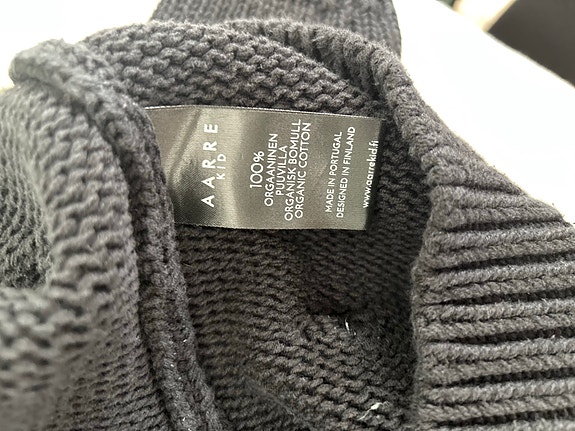 AARRE
KID
100%
ORGAANINEN
PUUVILLA
ORGANISK BOMULL
ORGANIC COTTON
MADE IN PORTUGAL
DESIGNED IN FINLAND
www.aarrekid.fi